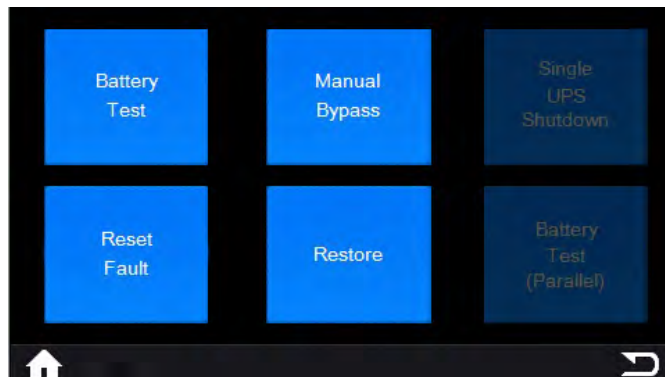 Battery
Test
Manual
Bypass
Single
UPS
Shutdown
Reset
Fault
Restore
Battery
Test
(Parallel)